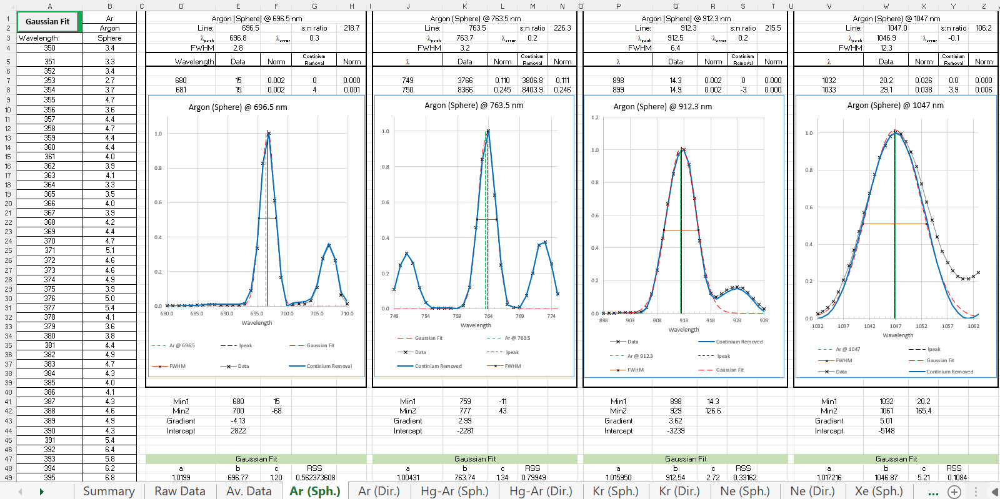 A B C D E F G H I J K L M N O P Q R S T U V W X Y Z
1 Gaussian Fit Ar Argon (Sphere) @ 696.5 nm Argon (Sphere) @ 763.5 nm Argon (Sphere) @ 912.3 nm Argon (Sphere) @ 1047 nm
2 Argon Line: 696.5 s:n ratio 218.7 Line: 763.5 s:n ratio 226.3 Line: 912.3 s:n ratio 215.5 Line: 1047.0 s:n ratio 106.2
3 Wavelength Sphere λpeak 696.8 λerror 0.3 λpeak 763.7 λerror 0.2 λpeak 912.5 λerror 0.2 λpeak 1046.9 λerror -0.1
4 350 3.4 FWHM 2.8 FWHM 3.2 FWHM 6.4 FWHM 12.3
5 351 3.3 Wavelength Data Norm Continium Removal Norm λ Data Norm Continium Removal Norm λ Data Norm Continium Removal Norm λ Data Norm Continium Removal Norm
6 352 3.4
7 353 2.7 680 15 0.002 0 0.000 749 3766 0.110 3806.8 0.111 898 14.3 0.002 0 0.000 1032 20.2 0.026 0.0 0.000
8 354 3.7 681 15 0.002 4 0.001 750 8366 0.245 8403.9 0.246 899 14.9 0.002 -3 0.000 1033 29.1 0.038 3.9 0.006
9 355 4.7
10 356 3.6
11 357 4.4
12 358 4.7
13 359 4.4
14 360 4.4
15 361 4.0
16 362 3.9
17 363 4.1
18 364 3.3
19 365 3.5
20 366 4.0
21 367 3.9
22 368 4.2
23 369 4.4
24 370 4.7
25 371 5.1
26 372 4.6
27 373 4.6
28 374 4.9
29 375 3.9
30 376 5.0
31 377 5.4
32 378 4.1
33 379 3.6
34 380 3.8
35 381 4.4
36 382 4.9
37 383 4.7
38 384 4.3
39 385 4.0
40 386 4.1
Argon (Sphere) @ 696.5 nm
1.0
0.8
0.6
0.4
0.2
0.0
680.0 685.0 690.0 695.0 700.0 705.0 710.0
Wavelength
Ar @ 696.5 Ipeak Gaussian Fit
FWHM Data Continium Removal
Argon (Sphere) @ 763.5 nm
1.0
0.8
0.6
0.4
0.2
0.0
749 754 759 764 769 774
Wavelength
Gaussian Fit Ar @ 763.5
Data Ipeak
Continium Removed FWHM
Argon (Sphere) @ 912.3 nm
1.2
1.0
0.8
0.6
0.4
0.2
0.0
898 903 908 913 918 923 928
Wavelength
Data Continium Removed
Ar @ 912.3 Ipeak
FWHM Gaussian Fit
Argon (Sphere) @ 1047 nm
1.0
0.8
0.6
0.4
0.2
0.0
1032 1037 1042 1047 1052 1057 1062
Wavelength
Ar @ 1047 Ipeak
FWHM Gaussian Fit
Data Continium Removed
41 387 4.3 Min1 680 15 Min1 759 -11 Min1 898 14.3 Min1 1032 20.2
42 388 4.6 Min2 700 -68 Min2 777 43 Min2 929 126.6 Min2 1061 165.4
43 389 4.9 Gradient -4.13 Gradient 2.99 Gradient 3.62 Gradient 5.01
44 390 4.3 Intercept 2822 Intercept -2281 Intercept -3239 Intercept -5148
45 391 5.4
46 392 6.4
47 393 5.8 Gaussian Fit Gaussian Fit Gaussian Fit Gaussian Fit
48 394 6.2 a b c RSS a b c RSS a b c RSS a b c RSS
49 395 6.8 1.0199 696.77 1.20 0.562373608 1.00431 763.74 1.34 0.79949 1.015950 912.54 2.72 0.33162 1.017216 1046.87 5.21 0.1084
Summary Raw Data Av. Data Ar (Sph.) Ar (Dir.) Hg-Ar (Sph.) Hg-Ar (Dir.) Kr (Sph.) Kr (Dir.) Ne (Sph.) Ne (Dir.) Xe (Sph.) ...